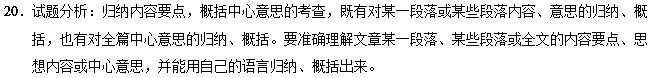 20．试题分析：归纳内容要点，概括中心意思的考查，既有对某一段落或某些段落内容、意思的归纳、概
括，也有对全篇中心意思的归纳、概括。要准确理解文章某一段落、某些段落或全文的内容要点、思
想内容或中心意思，并能用自己的语言归纳、概括出来。